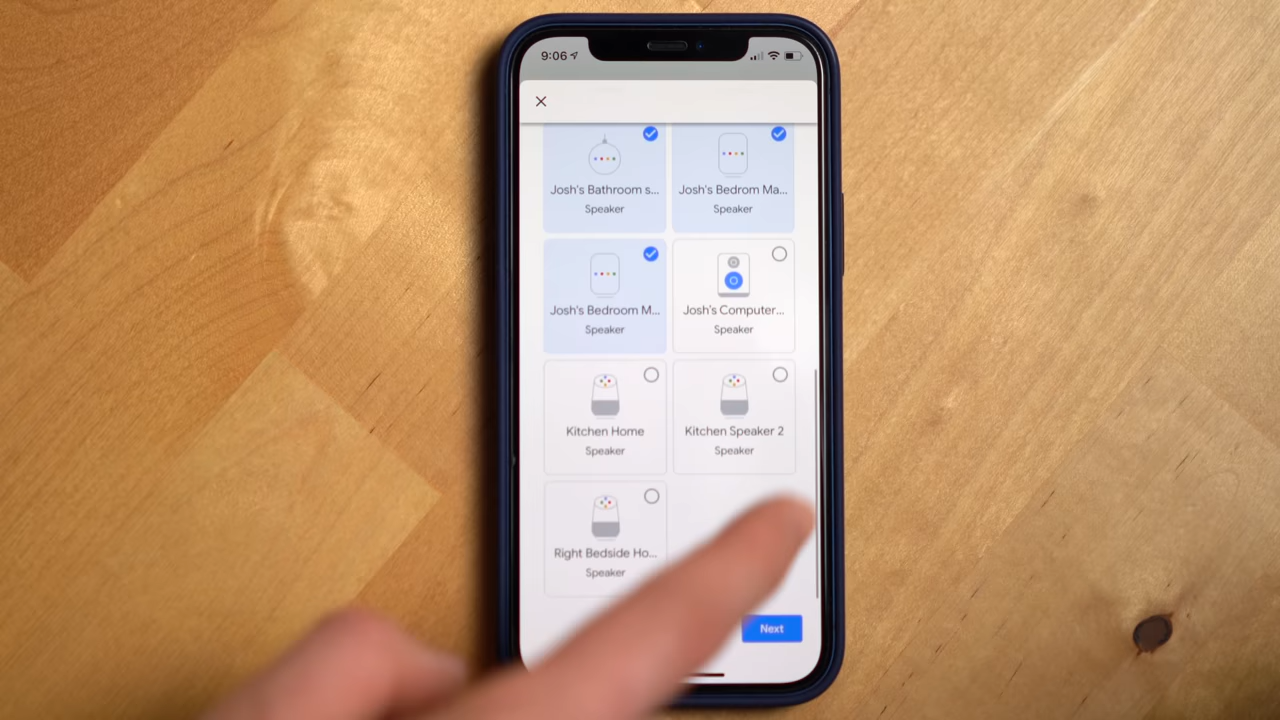 9:06
Josh's Bathroom s...
Speaker
Josh's Bedrom Ma...
Speaker
Josh's Bedroom M...
Speaker
Josh's Computer...
Speaker
Kitchen Home
Speaker
Kitchen Speaker 2
Speaker
Right Bedside Ho...
Speaker
Next